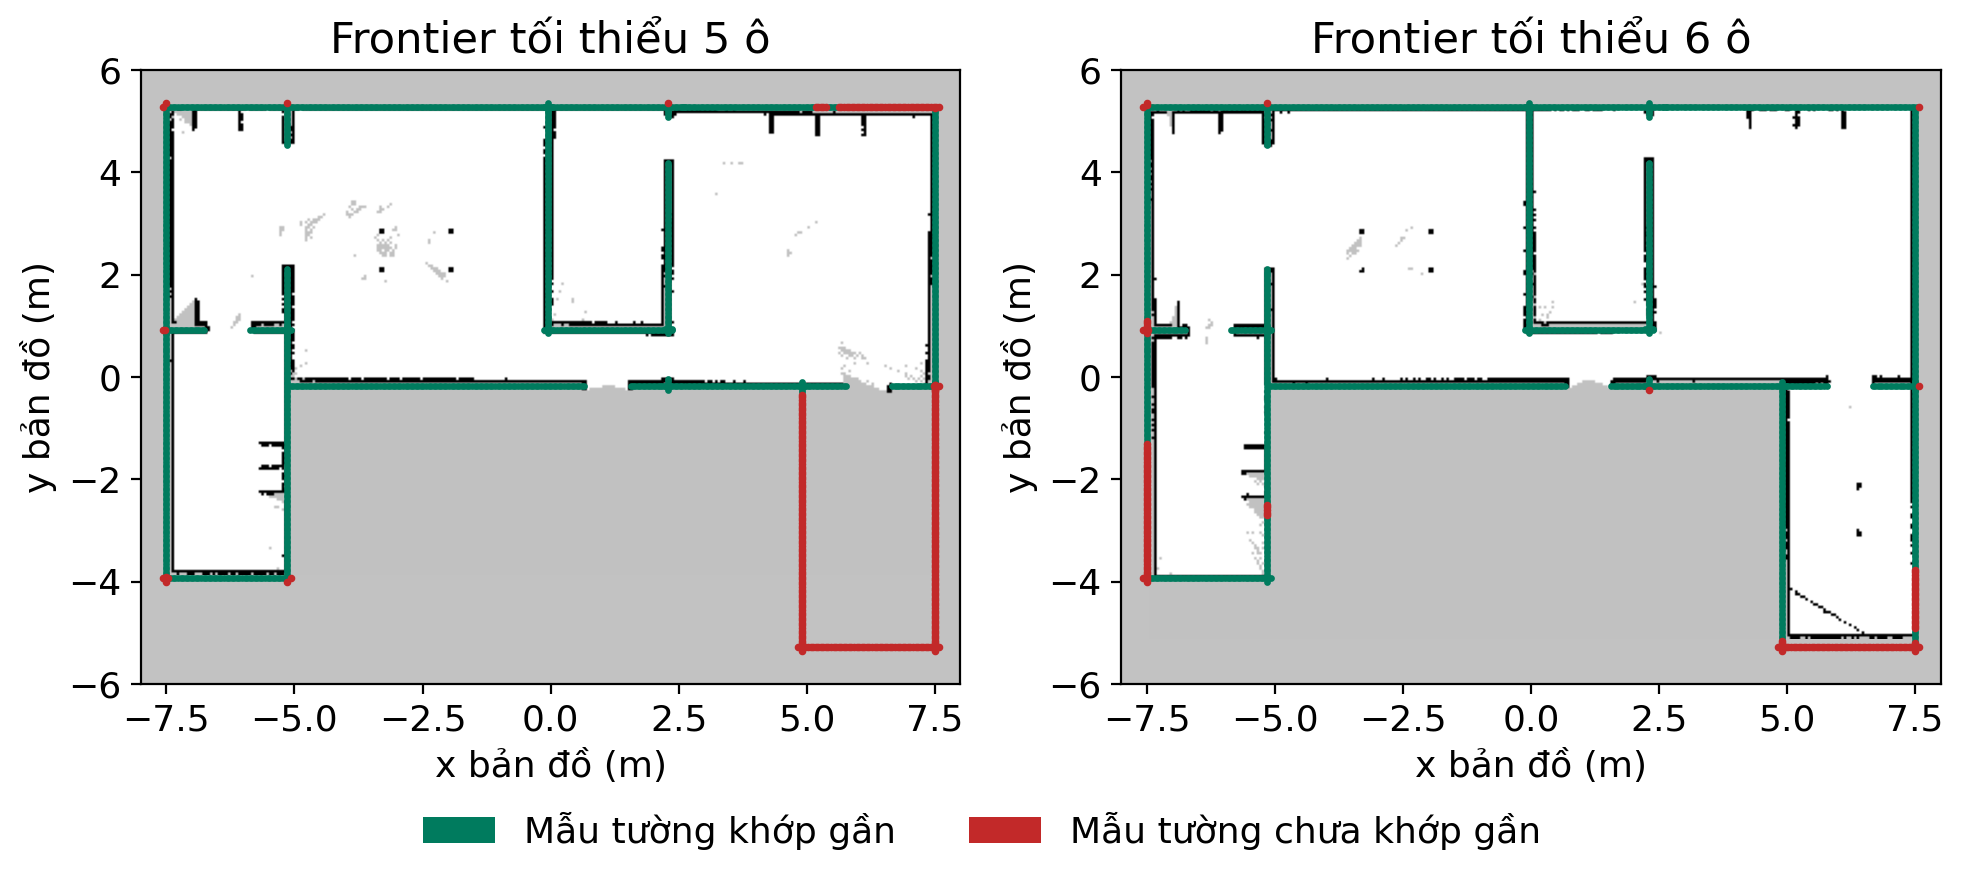 Frontier tối thiểu 5 ô
Frontier tối thiểu 6 ô
6
4
2
0
−2
−4
−6
−7.5 −5.0 −2.5 0.0 2.5 5.0 7.5
x bản đồ (m)
y bản đồ (m)
6
4
2
0
−2
−4
−6
−7.5 −5.0 −2.5 0.0 2.5 5.0 7.5
x bản đồ (m)
y bản đồ (m)
Mẫu tường khớp gần
Mẫu tường chưa khớp gần